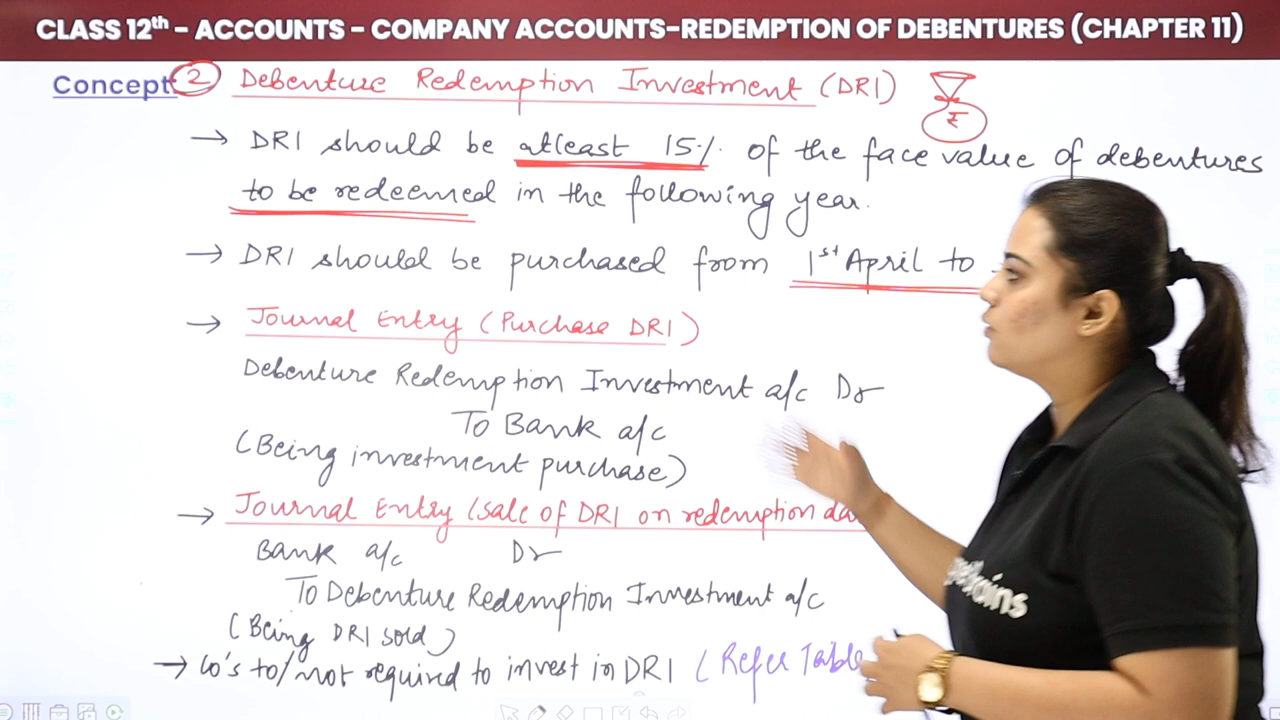 CLASS 12th - ACCOUNTS - COMPANY ACCOUNTS-REDEMPTION OF DEBENTURES (CHAPTER 11)
Concept 2 Debenture Redemption Investment (DRI)
₹
→ DRI should be atleast 15% of the face value of debentures
to be redeemed in the following year.
→ DRI should be purchased from 1st April to
→ Journal Entry (Purchase DRI)
Debenture Redemption Investment a/c Dr
To Bank a/c
(Being investment purchase)
→ Journal Entry (sale of DRI on redemption
Bank a/c Dr
To Debenture Redemption Investment a/c
(Being DRI sold)
→ Co's to/not required to invest in DRI (Refer Table